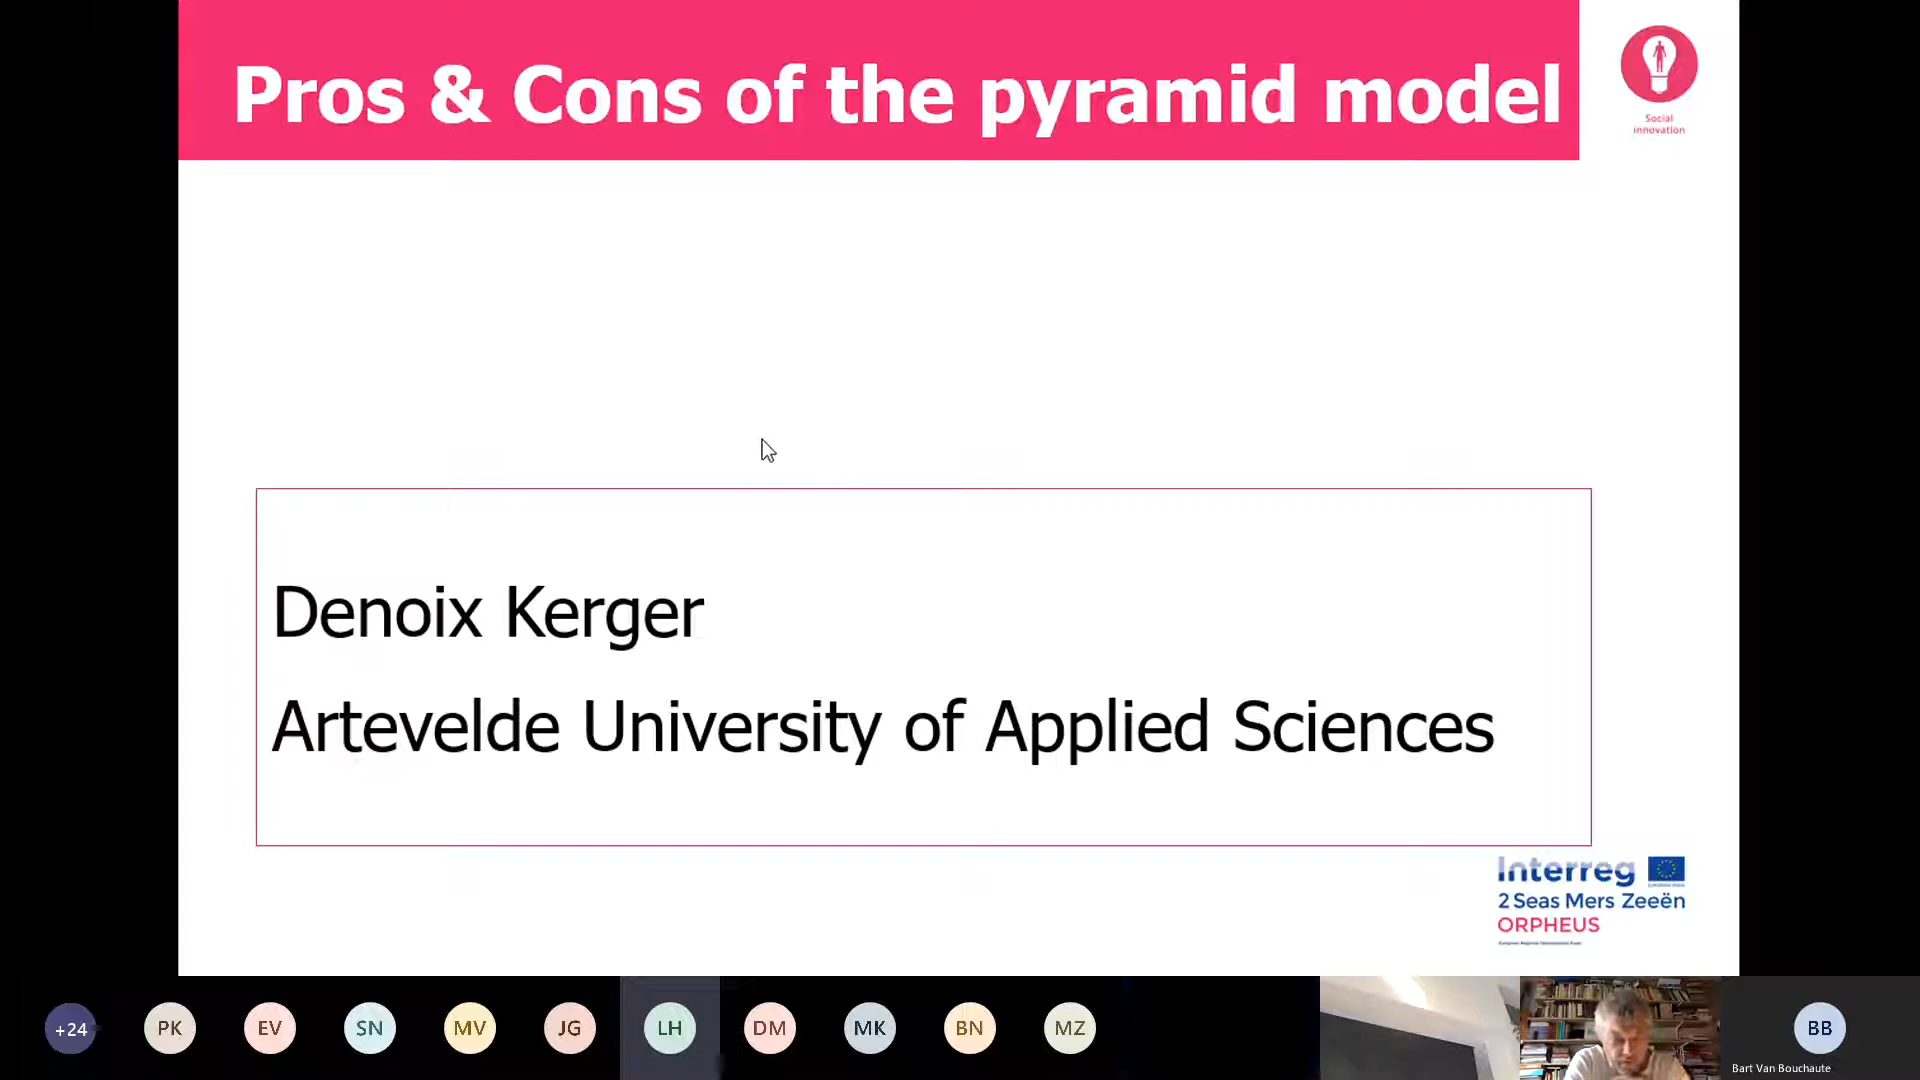 Pros & Cons of the pyramid model
Social
innovation
Denoix Kerger
Artevelde University of Applied Sciences
Interreg
2 Seas Mers Zeeën
ORPHEUS
+24
PK
EV
SN
MV
JG
LH
DM
MK
BN
MZ
BB
Bart Van Bouchaute